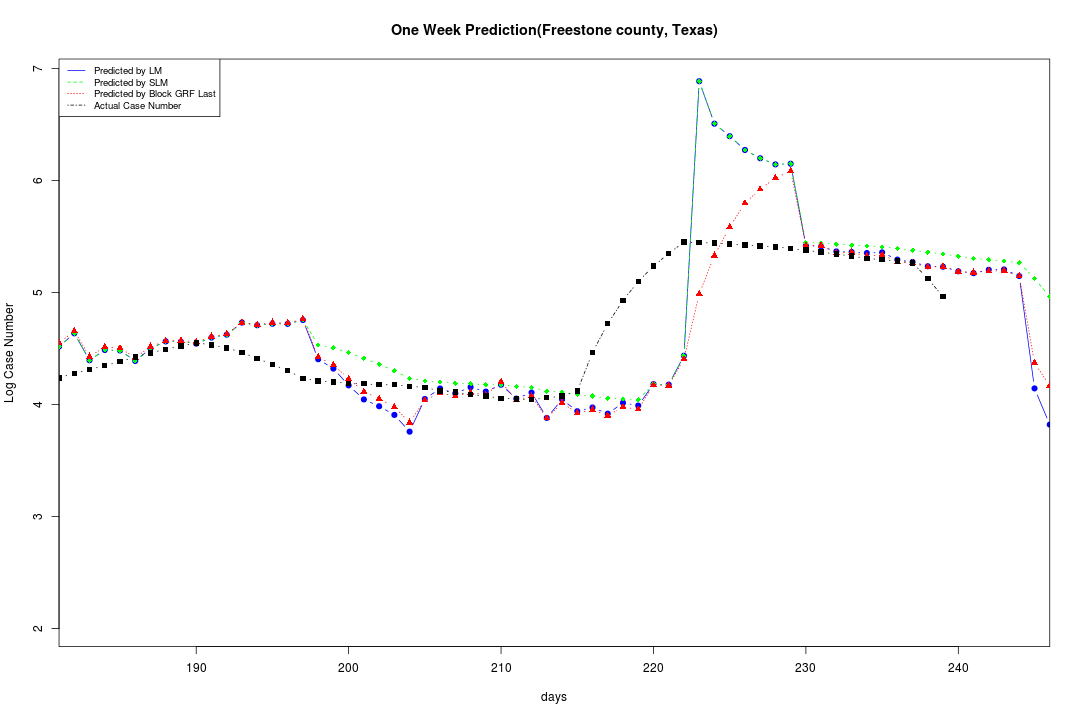 One Week Prediction(Freestone county, Texas)
Predicted by LM
Predicted by SLM
Predicted by Block GRF Last
Actual Case Number
7
6
5
4
3
2
Log Case Number
190 200 210 220 230 240
days